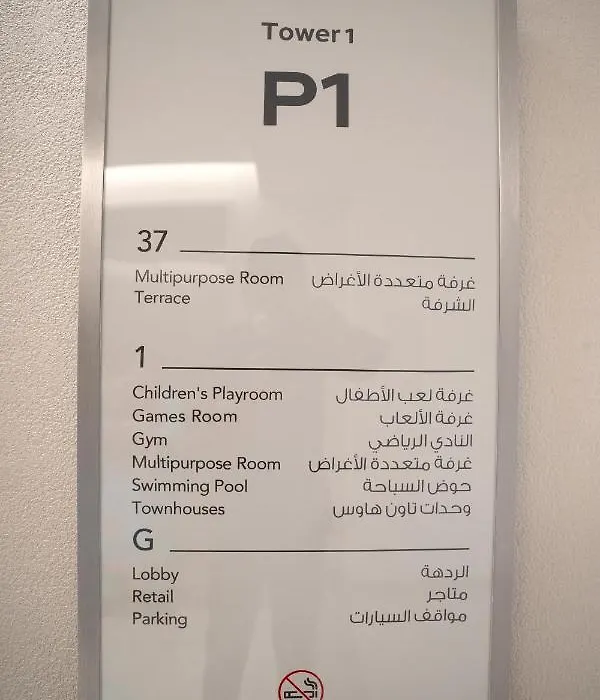 Tower 1
P1
37
Multipurpose Room غرفة متعددة الأغراض
Terrace الشرفة
1
Children's Playroom غرفة لعب الأطفال
Games Room غرفة الألعاب
Gym النادي الرياضي
Multipurpose Room غرفة متعددة الأغراض
Swimming Pool حوض السباحة
Townhouses وحدات تاون هاوس
G
Lobby الردهة
Retail متاجر
Parking مواقف السيارات